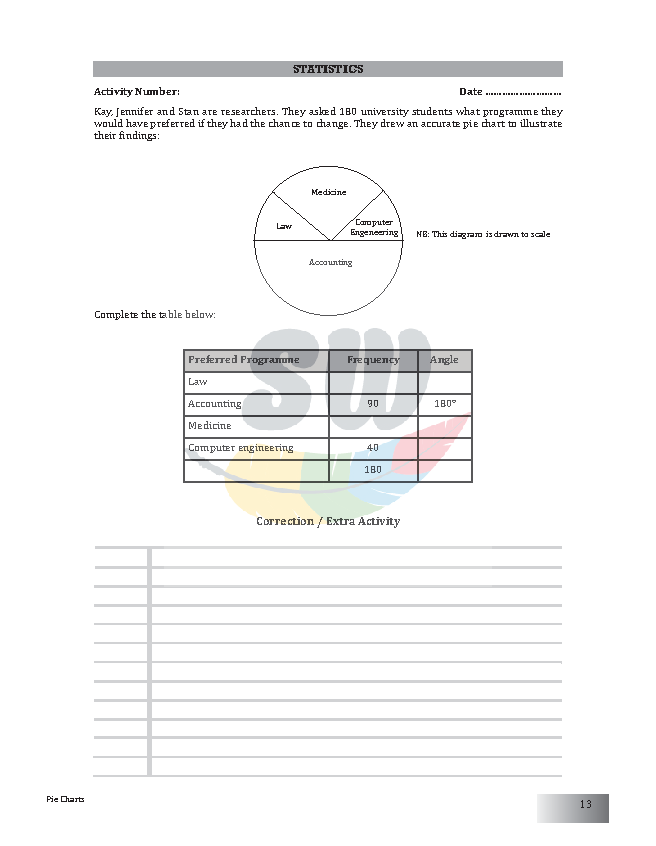 STATISTICS
Activity Number: Date ...........................
Kay, Jennifer and Stan are researchers. They asked 180 university students what programme they
would have preferred if they had the chance to change. They drew an accurate pie chart to illustrate
their findings:
Medicine
Law
Computer
Engeneering
NB: This diagram is drawn to scale
Accounting
Complete the table below:
SW
Preferred Programme Frequency Angle
Law
Accounting 90 180°
Medicine
Computer engineering 40
180
Correction / Extra Activity
Pie Charts
13